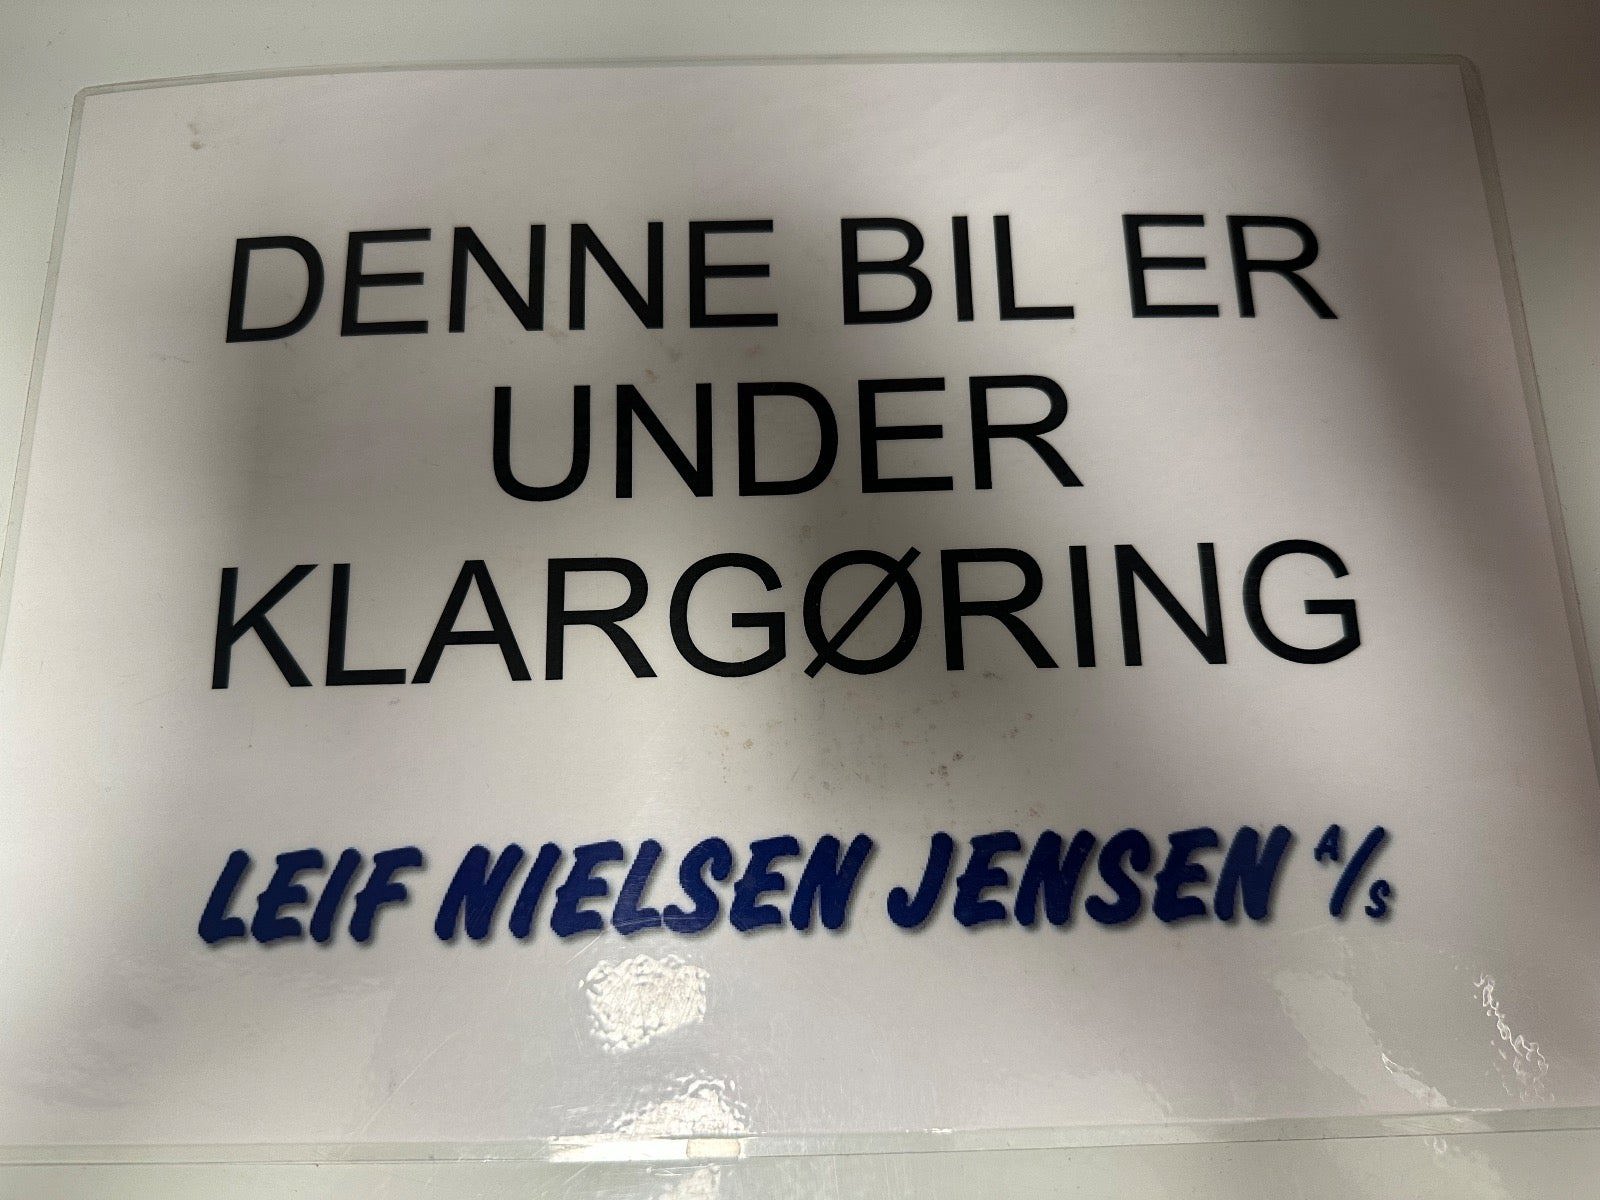 DENNE BIL ER
UNDER
KLARGØRING
LEIF NIELSEN JENSEN A/S